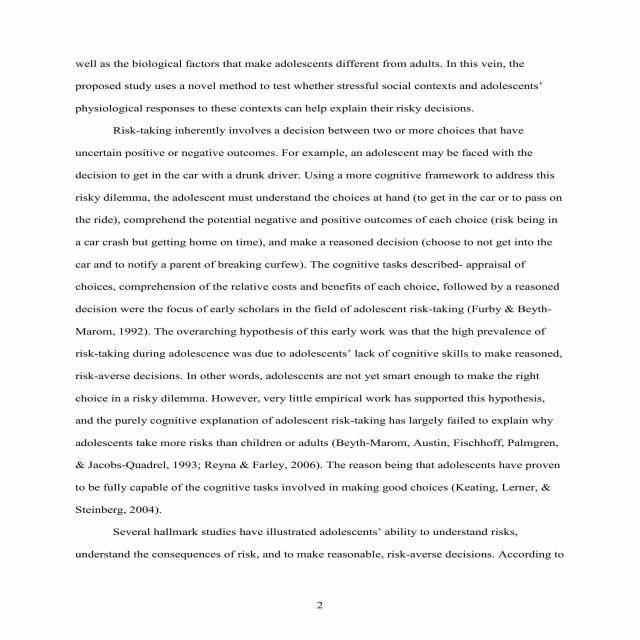 well as the biological factors that make adolescents different from adults. In this vein, the
proposed study uses a novel method to test whether stressful social contexts and adolescents’
physiological responses to these contexts can help explain their risky decisions.
Risk-taking inherently involves a decision between two or more choices that have
uncertain positive or negative outcomes. For example, an adolescent may be faced with the
decision to get in the car with a drunk driver. Using a more cognitive framework to address this
risky dilemma, the adolescent must understand the choices at hand (to get in the car or to pass on
the ride), comprehend the potential negative and positive outcomes of each choice (risk being in
a car crash but getting home on time), and make a reasoned decision (choose to not get into the
car and to notify a parent of breaking curfew). The cognitive tasks described- appraisal of
choices, comprehension of the relative costs and benefits of each choice, followed by a reasoned
decision were the focus of early scholars in the field of adolescent risk-taking (Furby & Beyth-
Marom, 1992). The overarching hypothesis of this early work was that the high prevalence of
risk-taking during adolescence was due to adolescents’ lack of cognitive skills to make reasoned,
risk-averse decisions. In other words, adolescents are not yet smart enough to make the right
choice in a risky dilemma. However, very little empirical work has supported this hypothesis,
and the purely cognitive explanation of adolescent risk-taking has largely failed to explain why
adolescents take more risks than children or adults (Beyth-Marom, Austin, Fischhoff, Palmgren,
& Jacobs-Quadrel, 1993; Reyna & Farley, 2006). The reason being that adolescents have proven
to be fully capable of the cognitive tasks involved in making good choices (Keating, Lerner, &
Steinberg, 2004).
Several hallmark studies have illustrated adolescents’ ability to understand risks,
understand the consequences of risk, and to make reasonable, risk-averse decisions. According to
2